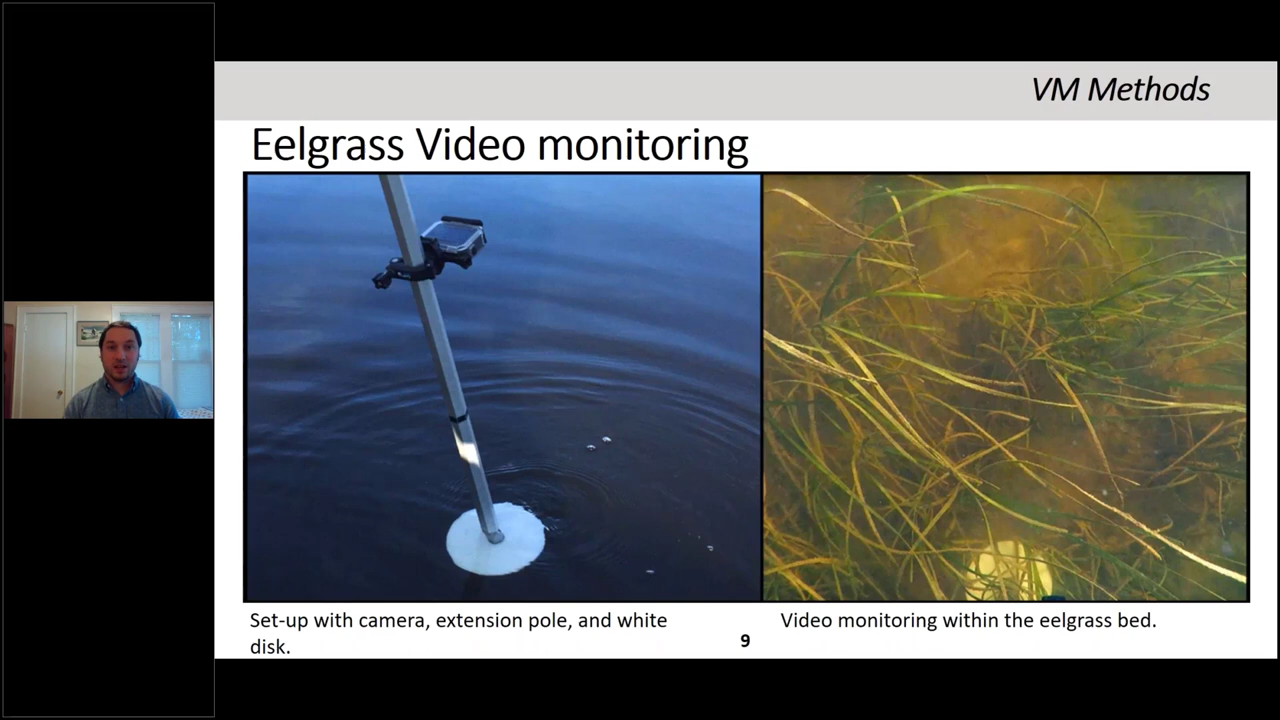 VM Methods
Eelgrass Video monitoring
Set-up with camera, extension pole, and white
disk.
Video monitoring within the eelgrass bed.
9